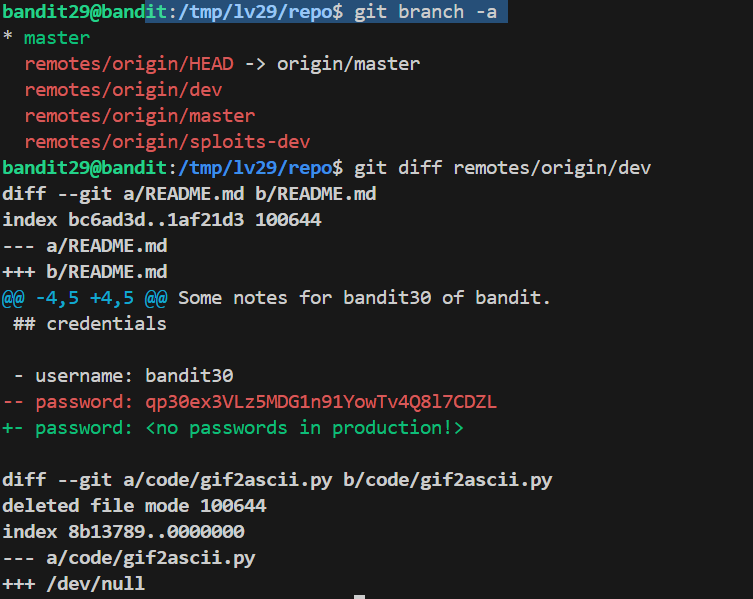 bandit29@bandit:/tmp/lv29/repo$ git branch -a
* master
  remotes/origin/HEAD -> origin/master
  remotes/origin/dev
  remotes/origin/master
  remotes/origin/sploits-dev
bandit29@bandit:/tmp/lv29/repo$ git diff remotes/origin/dev
diff --git a/README.md b/README.md
index bc6ad3d..1af21d3 100644
--- a/README.md
+++ b/README.md
@@ -4,5 +4,5 @@ Some notes for bandit30 of bandit.
 ## credentials
 - username: bandit30
-- password: qp30ex3VLz5MDG1n91YowTv4Q8l7CDZL
+- password: <no passwords in production!>
diff --git a/code/gif2ascii.py b/code/gif2ascii.py
deleted file mode 100644
index 8b13789..0000000
--- a/code/gif2ascii.py
+++ /dev/null